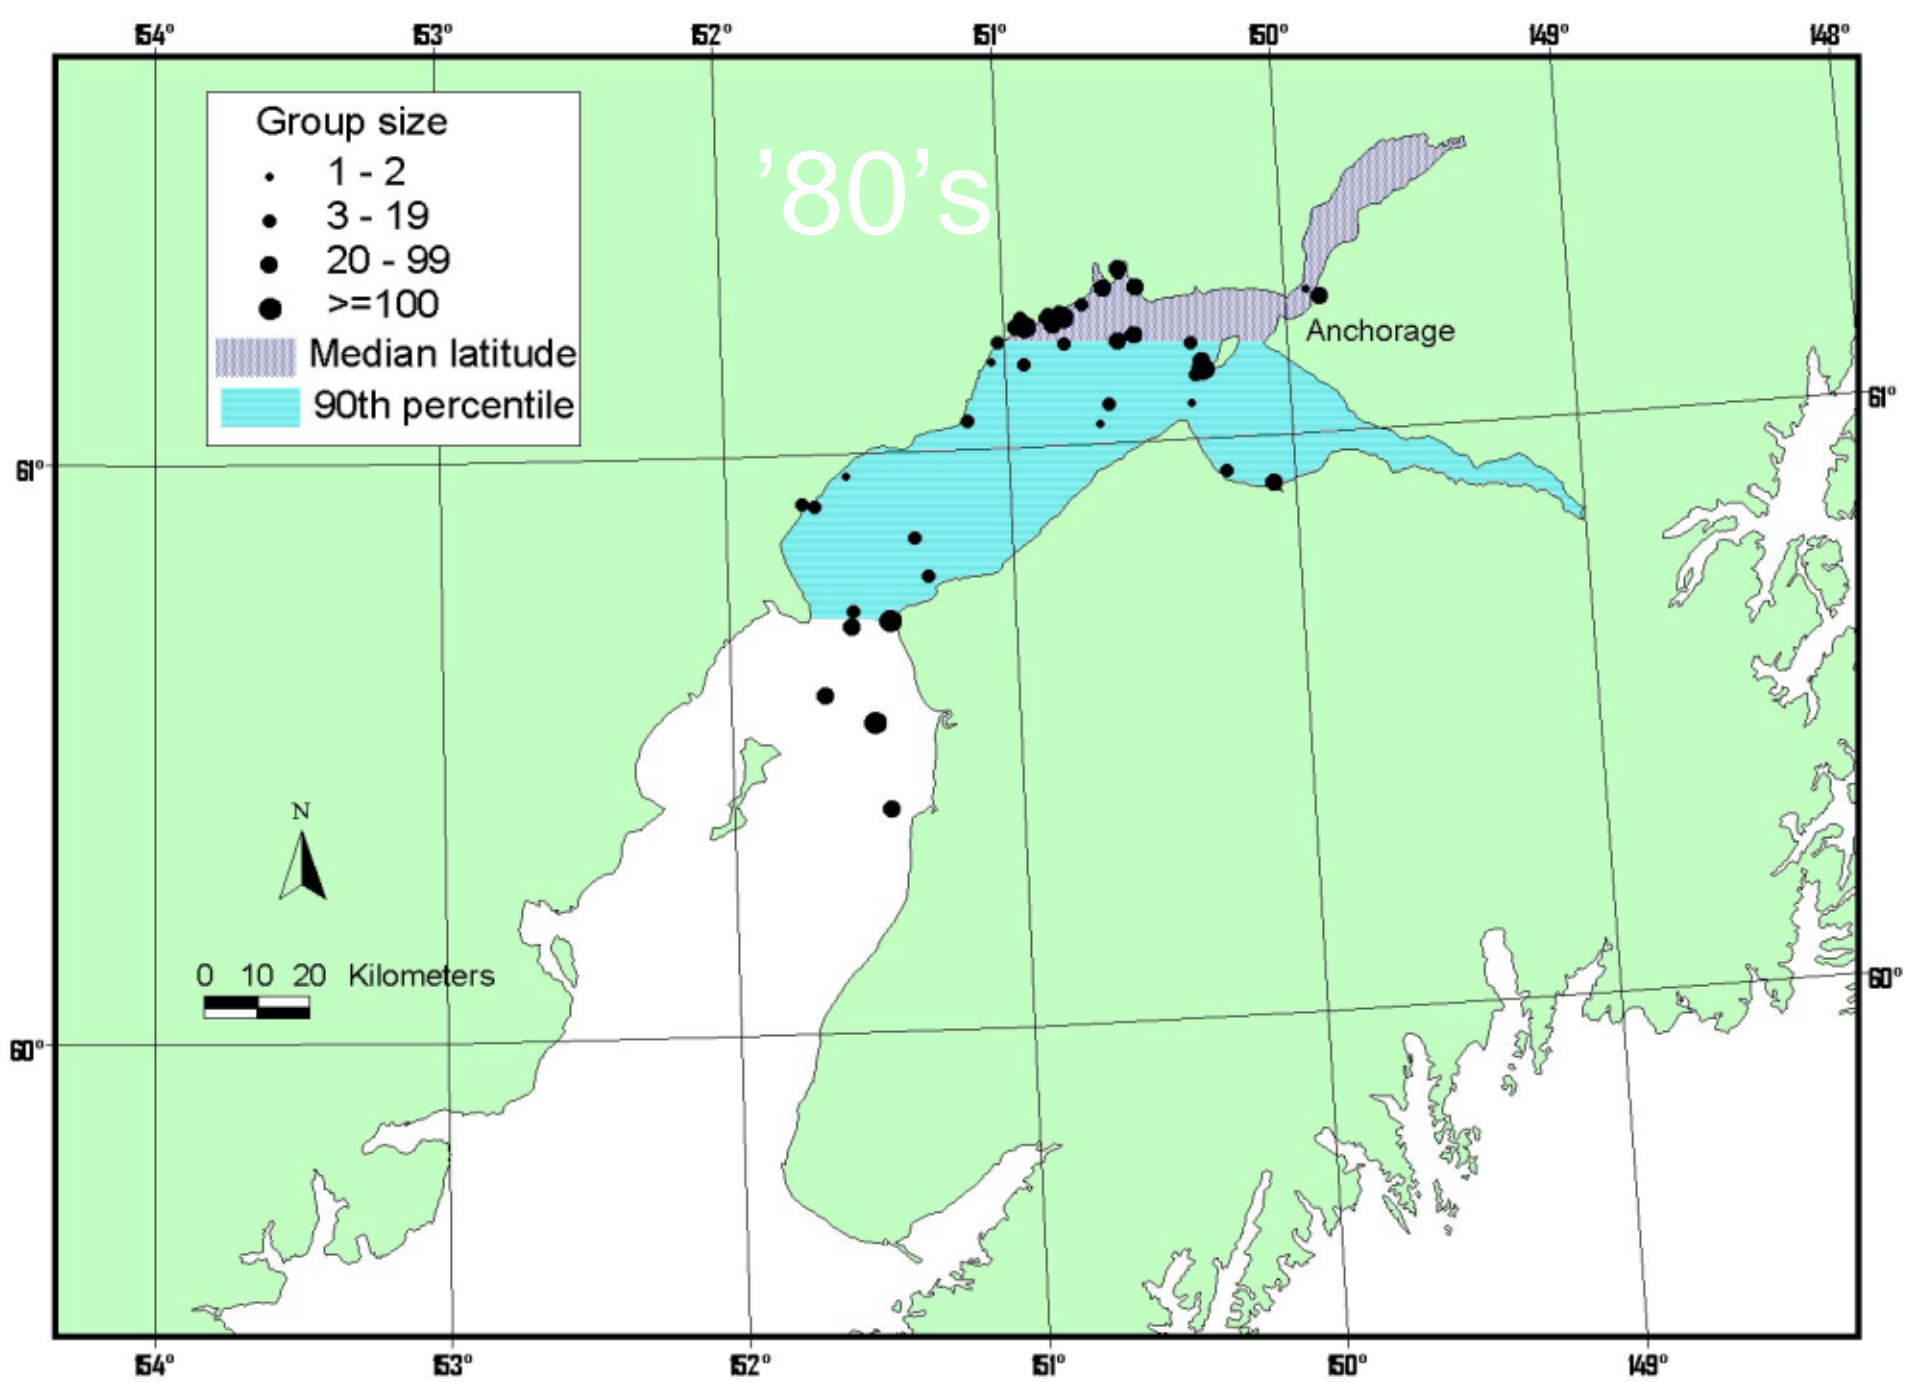 154° 153° 152° 151° 150° 149° 148°
Group size
1 - 2
3 - 19
20 - 99
>=100
Median latitude
90th percentile
’80’s
Anchorage
61°
61°
N
0 10 20 Kilometers
60°
60°
154° 153° 152° 151° 150° 149°